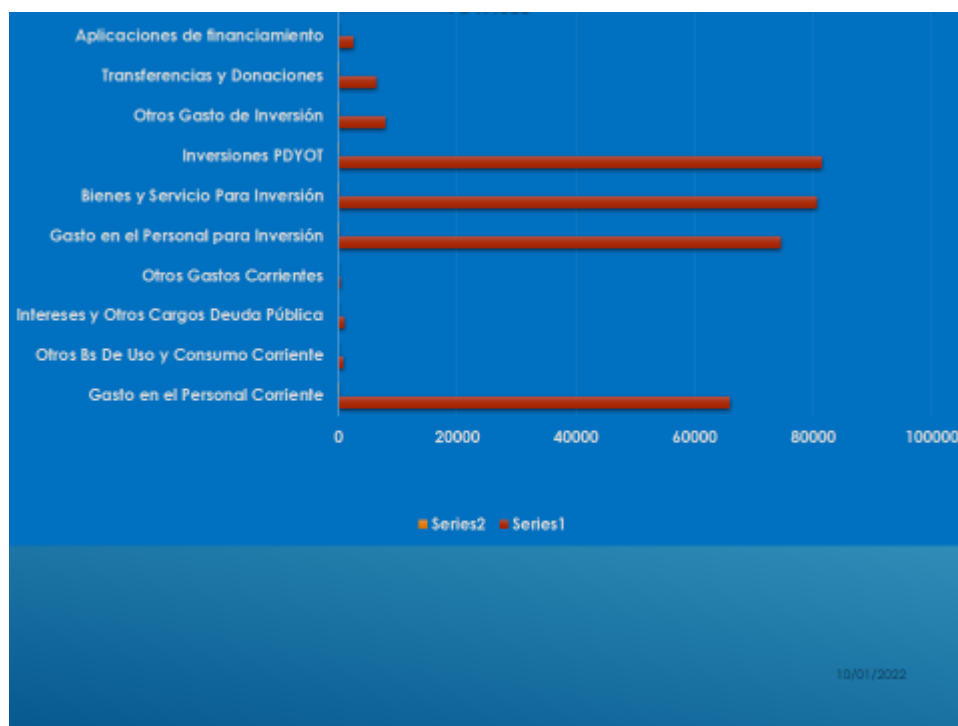 Aplicaciones de financiamiento
Transferencias y Donaciones
Otros Gasto de Inversión
Inversiones PDYOT
Bienes y Servicio Para Inversión
Gasto en el Personal para Inversión
Otros Gastos Corrientes
Intereses y Otros Cargos Deuda Pública
Otros Bs De Uso y Consumo Corriente
Gasto en el Personal Corriente
0 20000 40000 60000 80000 100000
Series2 Series1
10/01/2022